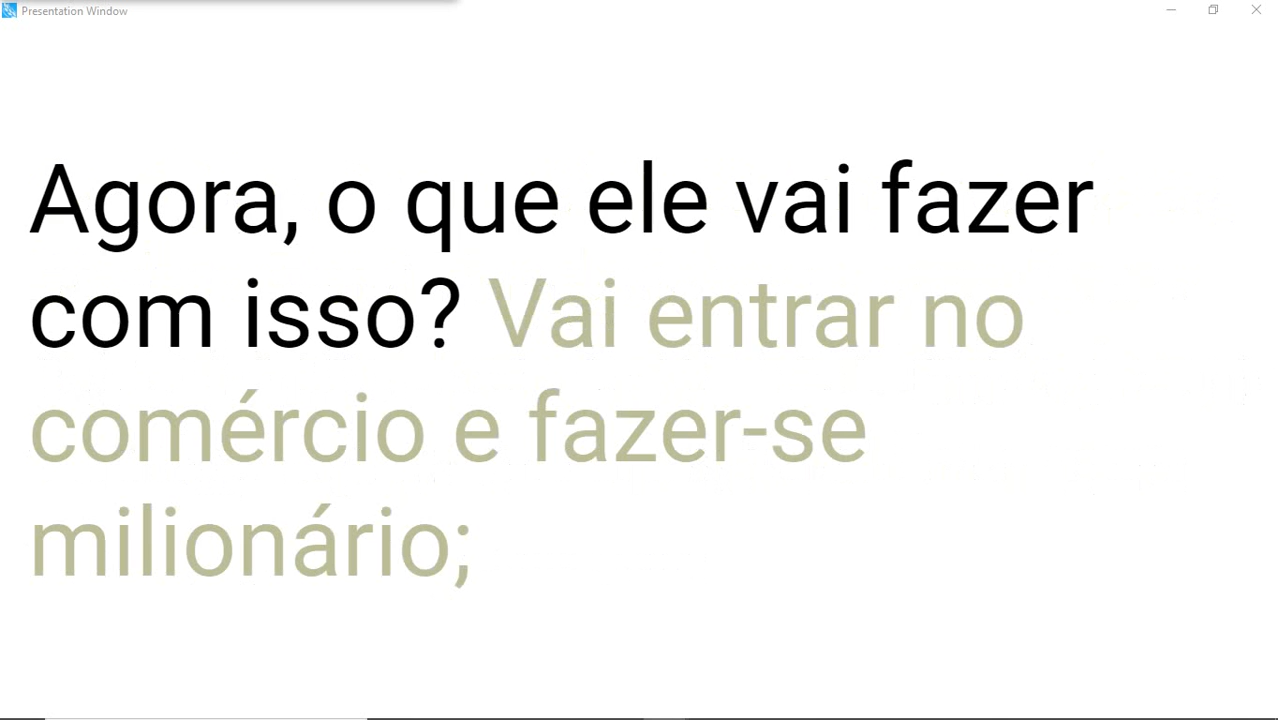 Presentation Window
Agora, o que ele vai fazer
com isso? Vai entrar no
comércio e fazer-se
milionário;